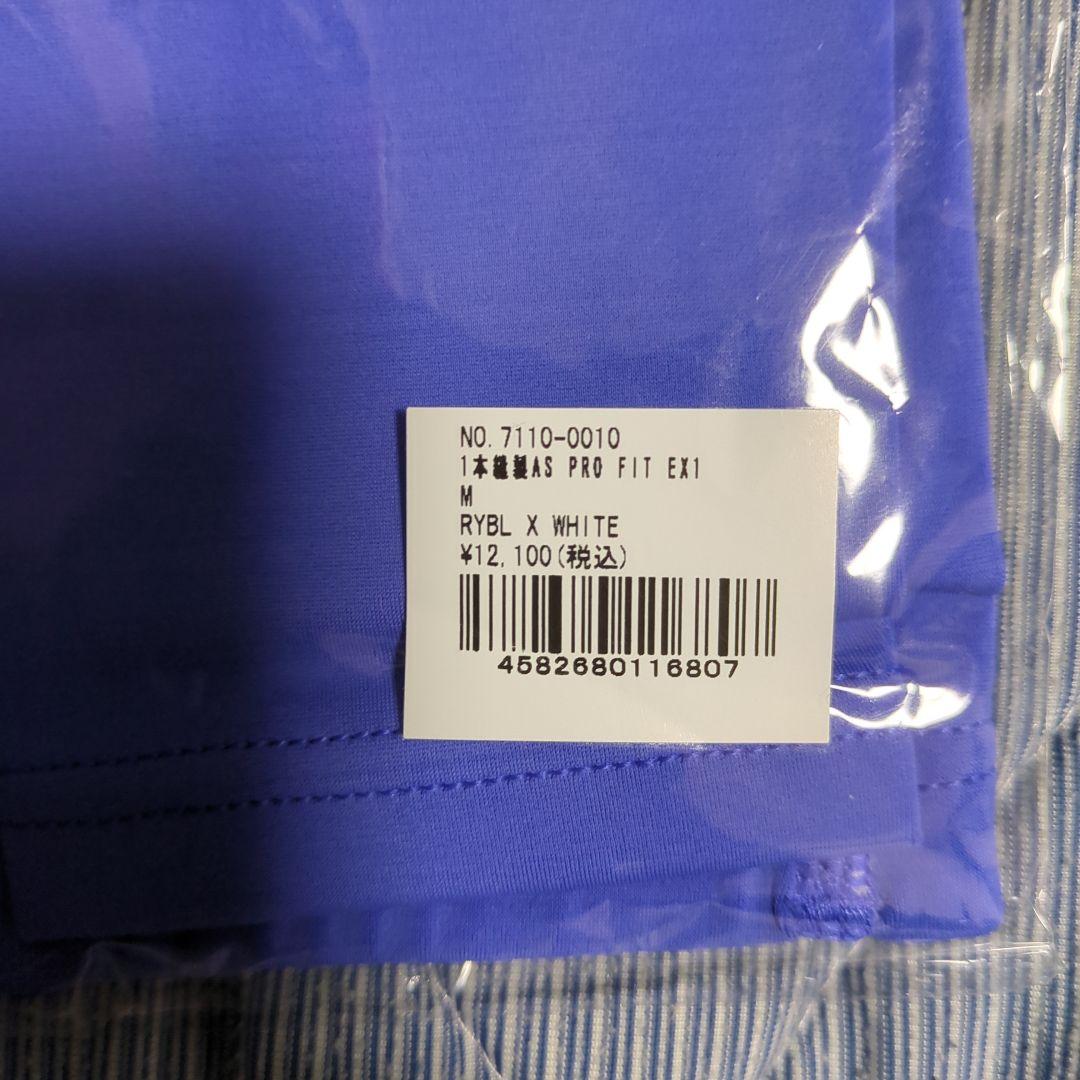 NO. 7110-0010
1本縫製AS PRO FIT EX1
M
RYBL X WHITE
¥12,100(税込)
4582680116807